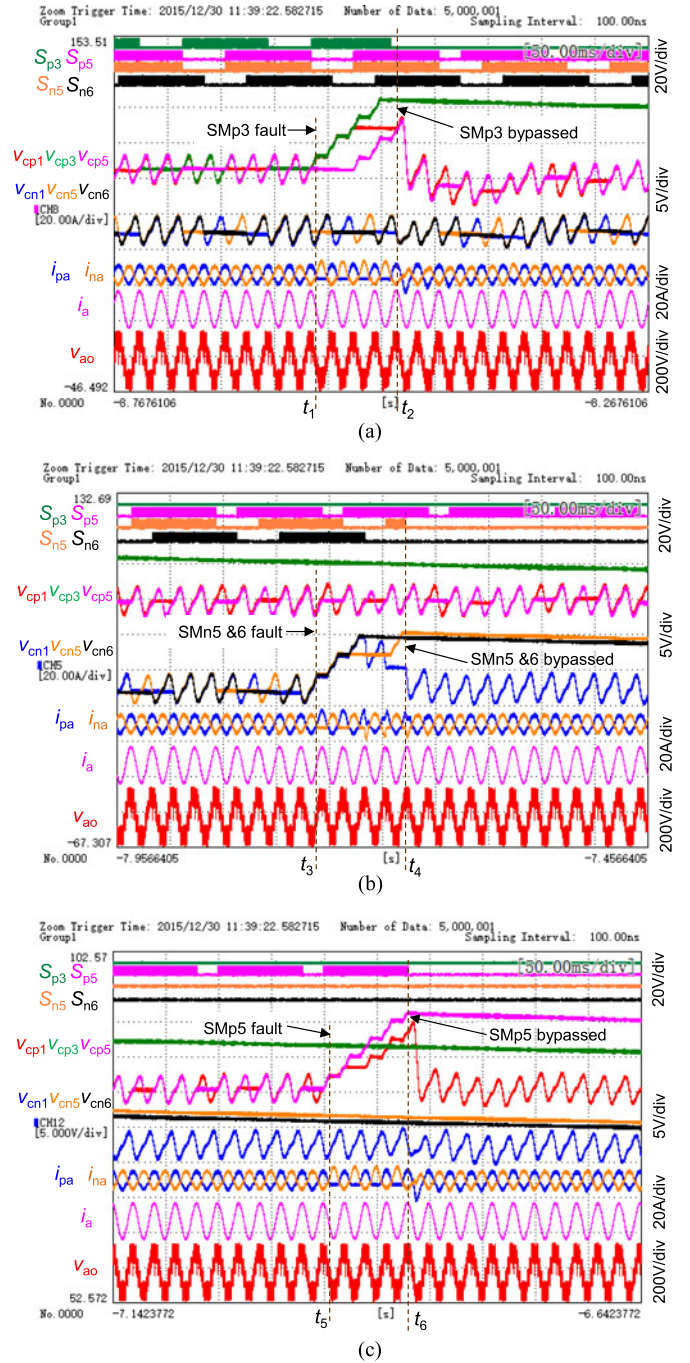 Zoom Trigger Time: 2015/12/30 11:39:22.582715 Number of Data: 5,000,001
Group1 Sampling Interval: 100.00ns
153.51 [50.00ms/div]
Sp3 Sp5
Sn5 Sn6
20V/div
SMp3 fault
SMp3 bypassed
vcp1 vcp3 vcp5
vcn1 vcn5 vcn6
5V/div
CH8
[20.00A/div]
ipa ina
20A/div
ia
vao
200V/div
-46.492
No.0000 -8.7676106 t1 [s] t2 -8.2676106
(a)
Zoom Trigger Time: 2015/12/30 11:39:22.582715 Number of Data: 5,000,001
Group1 Sampling Interval: 100.00ns
132.69 [50.00ms/div]
Sp3 Sp5
Sn5 Sn6
20V/div
vcp1 vcp3 vcp5
SMn5 &6 fault
vcn1 vcn5 vcn6
SMn5 &6 bypassed
5V/div
CH5
[20.00A/div]
ipa ina
20A/div
ia
vao
200V/div
-67.307
No.0000 -7.9566405 t3 [s] t4 -7.4566405
(b)
Zoom Trigger Time: 2015/12/30 11:39:22.582715 Number of Data: 5,000,001
Group1 Sampling Interval: 100.00ns
102.57 [50.00ms/div]
Sp3 Sp5
Sn5 Sn6
20V/div
SMp5 fault
SMp5 bypassed
vcp1 vcp3 vcp5
vcn1 vcn5 vcn6
5V/div
CH12
[5.000V/div]
ipa ina
20A/div
ia
vao
200V/div
52.572
No.0000 -7.1423772 t5 [s] t6 -6.6423772
(c)